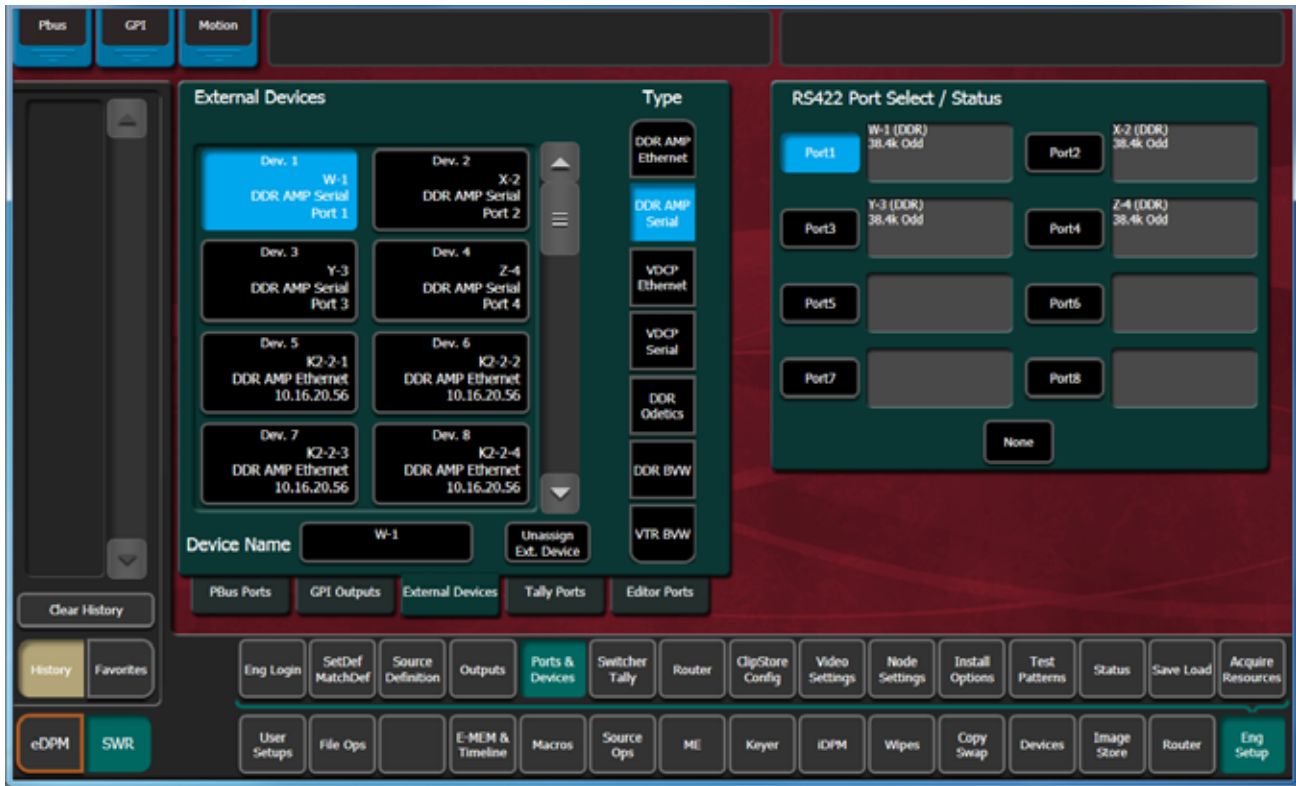 Pbus
GPI
Motion
External Devices
Type
Dev. 1
W-1
DDR AMP Serial
Port 1
Dev. 2
X-2
DDR AMP Serial
Port 2
Dev. 3
Y-3
DDR AMP Serial
Port 3
Dev. 4
Z-4
DDR AMP Serial
Port 4
Dev. 5
K2-2-1
DDR AMP Ethernet
10.16.20.56
Dev. 6
K2-2-2
DDR AMP Ethernet
10.16.20.56
Dev. 7
K2-2-3
DDR AMP Ethernet
10.16.20.56
Dev. 8
K2-2-4
DDR AMP Ethernet
10.16.20.56
DDR AMP
Ethernet
DDR AMP
Serial
VDCP
Ethernet
VDCP
Serial
DDR
Odetics
DDR BVW
VTR BVW
Device Name
W-1
Unassign
Ext. Device
PBus Ports
GPI Outputs
External Devices
Tally Ports
Editor Ports
RS422 Port Select / Status
Port1
W-1 (DDR)
38.4k Odd
Port2
X-2 (DDR)
38.4k Odd
Port3
Y-3 (DDR)
38.4k Odd
Port4
Z-4 (DDR)
38.4k Odd
Port5
Port6
Port7
Port8
None
Clear History
History
Favorites
Eng Login
SetDef
MatchDef
Source
Definition
Outputs
Ports &
Devices
Switcher
Tally
Router
ClipStore
Config
Video
Settings
Node
Settings
Install
Options
Test
Patterns
Status
Save Load
Acquire
Resources
eDPM
SWR
User
Setups
File Ops
E-MEM &
Timeline
Macros
Source
Ops
ME
Keyer
iDPM
Wipes
Copy
Swap
Devices
Image
Store
Router
Eng
Setup